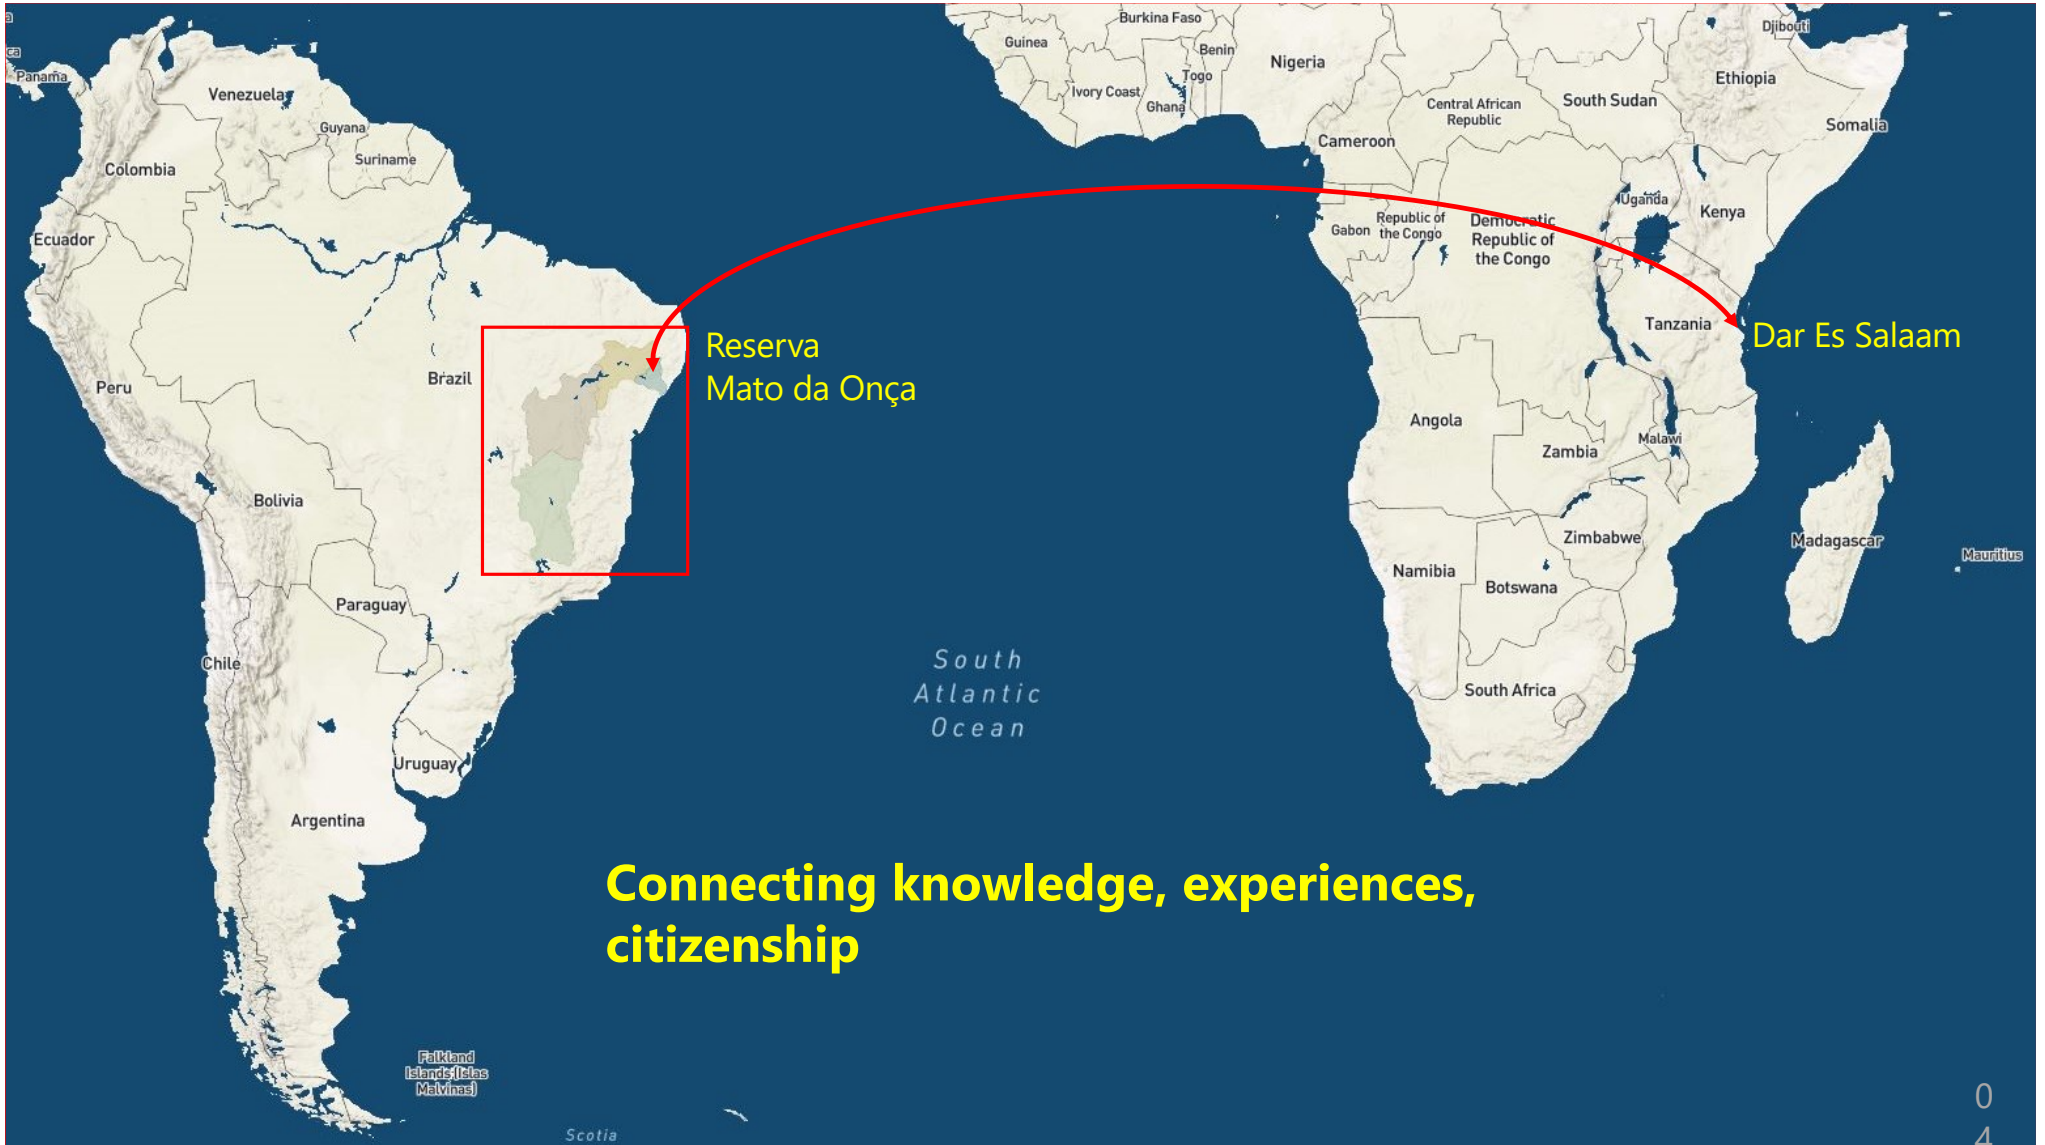 Burkina Faso
Djibouti
Guinea
Benin
Nigeria
Panama
Togo
Ethiopia
Venezuela
Ivory Coast
Ghana
Central African
Republic
South Sudan
Guyana
Somalia
Cameroon
Suriname
Colombia
Uganda
Kenya
Republic of
the Congo
Gabon
Democratic
Republic of
the Congo
Ecuador
Tanzania
Dar Es Salaam
Reserva
Mato da Onça
Brazil
Peru
Angola
Malawi
Zambia
Bolivia
Zimbabwe
Madagascar
Mauritius
Namibia
Botswana
Paraguay
Chile
South
Atlantic
Ocean
South Africa
Uruguay
Argentina
Connecting knowledge, experiences,
citizenship
Falkland
Islands (Islas
Malvinas)
Scotia
0
4